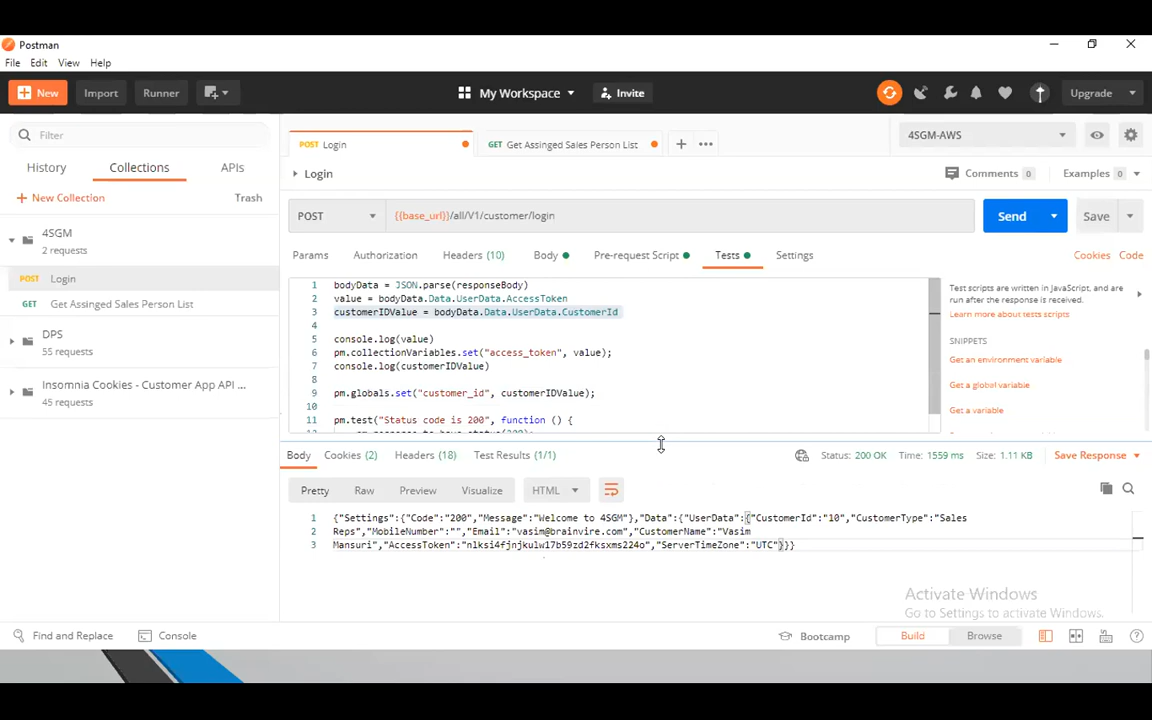 Postman
File Edit View Help
New Import Runner My Workspace Invite Upgrade
Filter
History Collections APIs
+ New Collection Trash
4SGM
2 requests
POST Login
GET Get Assinged Sales Person List
DPS
55 requests
Insomnia Cookies - Customer App API ...
45 requests
POST Login GET Get Assinged Sales Person List + ••• 4SGM-AWS
Login Comments 0 Examples 0
POST {{base_url}}/all/V1/customer/login Send Save
Params Authorization Headers (10) Body Pre-request Script Tests Settings Cookies Code
1 bodyData = JSON.parse(responseBody)
2 value = bodyData.Data.UserData.AccessToken
3 customerIDValue = bodyData.Data.UserData.CustomerId
4
5 console.log(value)
6 pm.collectionVariables.set("access_token", value);
7 console.log(customerIDValue)
8
9 pm.globals.set("customer_id", customerIDValue);
10
11 pm.test("Status code is 200", function () {
Test scripts are written in JavaScript, and are
run after the response is received.
Learn more about tests scripts
SNIPPETS
Get an environment variable
Get a global variable
Get a variable
Body Cookies (2) Headers (18) Test Results (1/1) Status: 200 OK Time: 1559 ms Size: 1.11 KB Save Response
Pretty Raw Preview Visualize HTML
1 {"Settings":{"Code":"200","Message":"Welcome to 4SGM"},"Data":{"UserData":{"CustomerId":"10","CustomerType":"Sales
2 Reps","MobileNumber":"","Email":"vasim@brainvire.com","CustomerName":"Vasim
3 Mansuri","AccessToken":"nlksi4fjnjkulw17b59zd2fksxms224o","ServerTimeZone":"UTC"}}}
Activate Windows
Go to Settings to activate Windows.
Find and Replace Console Bootcamp Build Browse